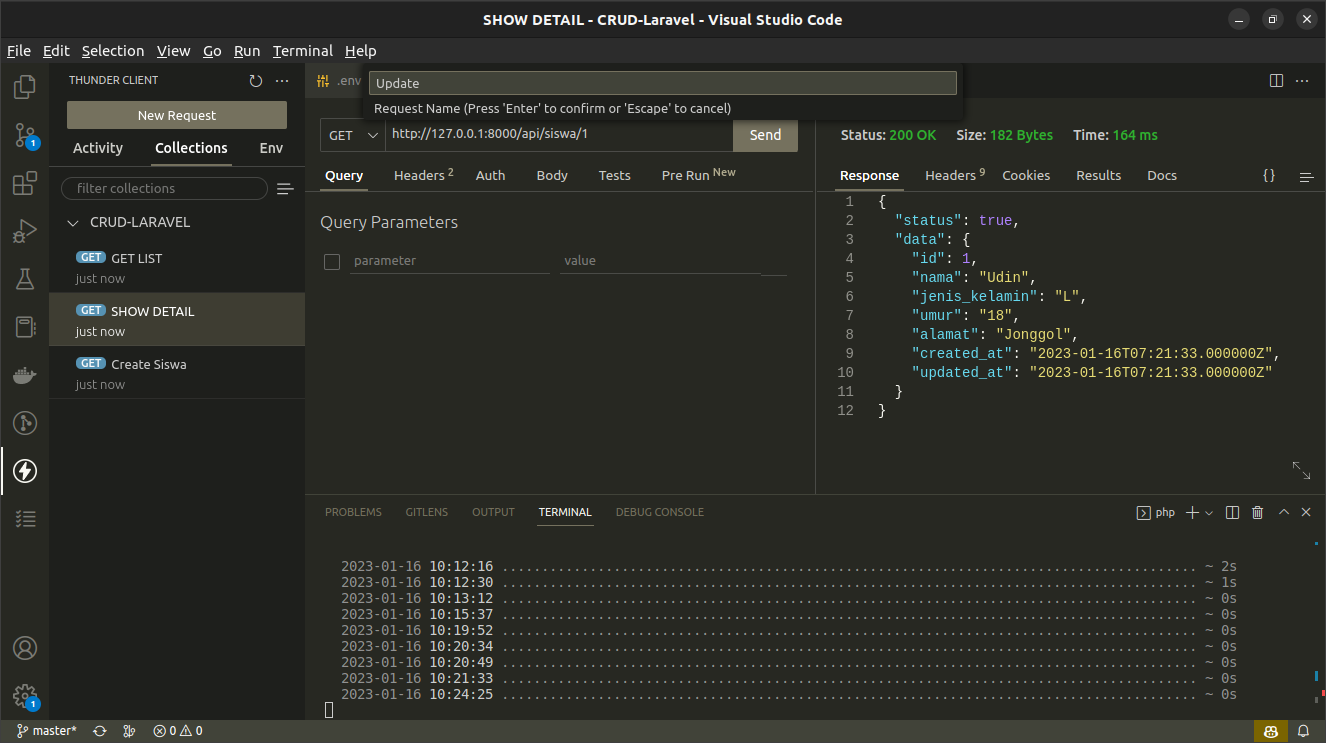 SHOW DETAIL - CRUD-Laravel - Visual Studio Code
File Edit Selection View Go Run Terminal Help
THUNDER CLIENT
New Request
Activity Collections Env
filter collections
CRUD-LARAVEL
GET GET LIST
just now
GET SHOW DETAIL
just now
GET Create Siswa
just now
.env
Update
Request Name (Press 'Enter' to confirm or 'Escape' to cancel)
GET http://127.0.0.1:8000/api/siswa/1 Send
Query Headers 2 Auth Body Tests Pre Run New
Query Parameters
parameter value
Status: 200 OK Size: 182 Bytes Time: 164 ms
Response Headers 9 Cookies Results Docs {}
1 {
2 "status": true,
3 "data": {
4 "id": 1,
5 "nama": "Udin",
6 "jenis_kelamin": "L",
7 "umur": "18",
8 "alamat": "Jonggol",
9 "created_at": "2023-01-16T07:21:33.000000Z",
10 "updated_at": "2023-01-16T07:21:33.000000Z"
11 }
12 }
PROBLEMS GITLENS OUTPUT TERMINAL DEBUG CONSOLE php
2023-01-16 10:12:16 ........................................................................................ ~ 2s
2023-01-16 10:12:30 ........................................................................................ ~ 1s
2023-01-16 10:13:12 ........................................................................................ ~ 0s
2023-01-16 10:15:37 ........................................................................................ ~ 0s
2023-01-16 10:19:52 ........................................................................................ ~ 0s
2023-01-16 10:20:34 ........................................................................................ ~ 0s
2023-01-16 10:20:49 ........................................................................................ ~ 0s
2023-01-16 10:21:33 ........................................................................................ ~ 0s
2023-01-16 10:24:25 ........................................................................................ ~ 0s
1
1
master* 0 0